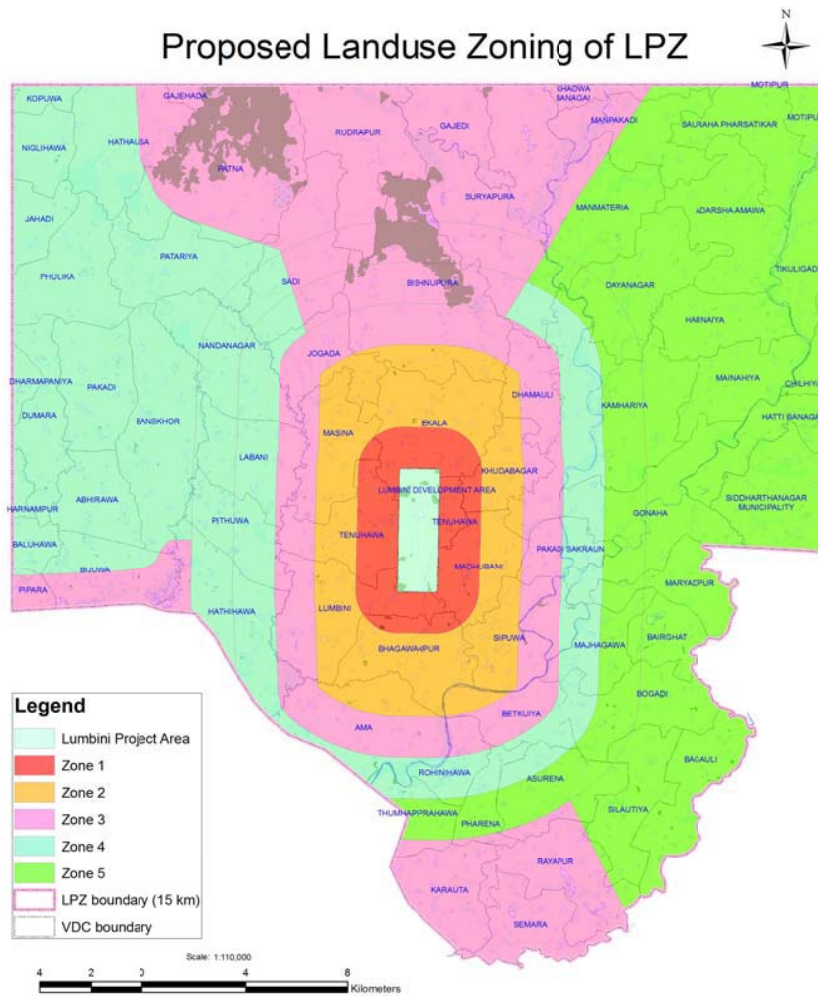 N
Proposed Landuse Zoning of LPZ
MOTIPUR
KOPUWA
GAJEHADA
KHADWA
BANAGAI
MANPAKADI
MOTIPU
SAURAHA PHARSATIKAR
RUDRAPUR
GAJEDI
HATHAUSA
NIGLIHAWA
PATNA
SURYAPURA
MANMATERIA
ADARSHA AMAWA
JAHADI
PATARIYA
TIKULIGAD
PHULIKA
SADI
BISHNUPURA
DAYANAGAR
HARNAIYA
NANDANAGAR
JOGADA
DHARMAPANIYA
PAKADI
MAINAHIYA
CHILHIYA
DUMARA
BANSKHOR
DHAMAULI
KAMHARIYA
HATTI BANAGA
EKALA
MASINA
LABANI
KHUDABAGAR
LUMBINI DEVELOPMENT AREA
SIDDHARTHANAGAR
MUNICIPALITY
HARNAMPUR
ABHIRAWA
GONAHA
PITHUWA
TENUHAWA
TENUHAWA
BALUHAWA
PAKADI SAKRAUN
BIJUWA
MADHUBANI
MARYADPUR
PIPARA
HATHIHAWA
LUMBINI
SIPUWA
BAIRGHAT
BHAGAWANPUR
MAJHAGAWA
BOGADI
AMA
BETKUIYA
BAGAULI
ROHINIHAWA
ASURENA
SILAUTIYA
THUMHAPPRAHAWA
PHARENA
RAYAPUR
KARAUTA
SEMARA
Legend
Lumbini Project Area
Zone 1
Zone 2
Zone 3
Zone 4
Zone 5
LPZ boundary (15 km)
VDC boundary
Scale: 1:110,000
4 2 0 4 8
Kilometers